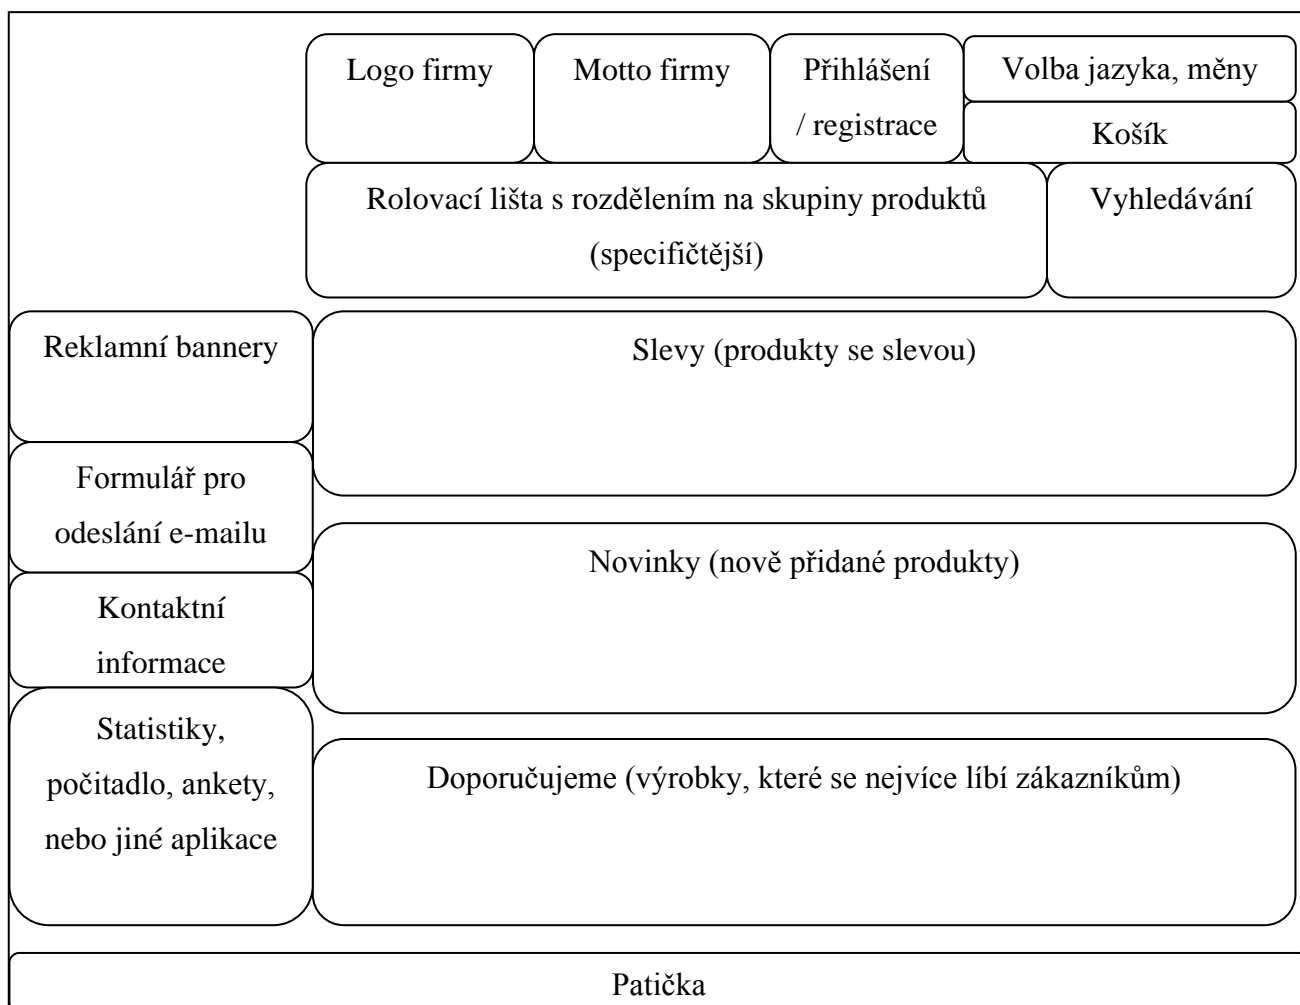 Logo firmy
Motto firmy
Přihlášení
/ registrace
Volba jazyka, měny
Košík
Rolovací lišta s rozdělením na skupiny produktů
(specifičtější)
Vyhledávání
Reklamní bannery
Formulář pro
odeslání e-mailu
Kontaktní
informace
Statistiky,
počitadlo, ankety,
nebo jiné aplikace
Slevy (produkty se slevou)
Novinky (nově přidané produkty)
Doporučujeme (výrobky, které se nejvíce líbí zákazníkům)
Patička